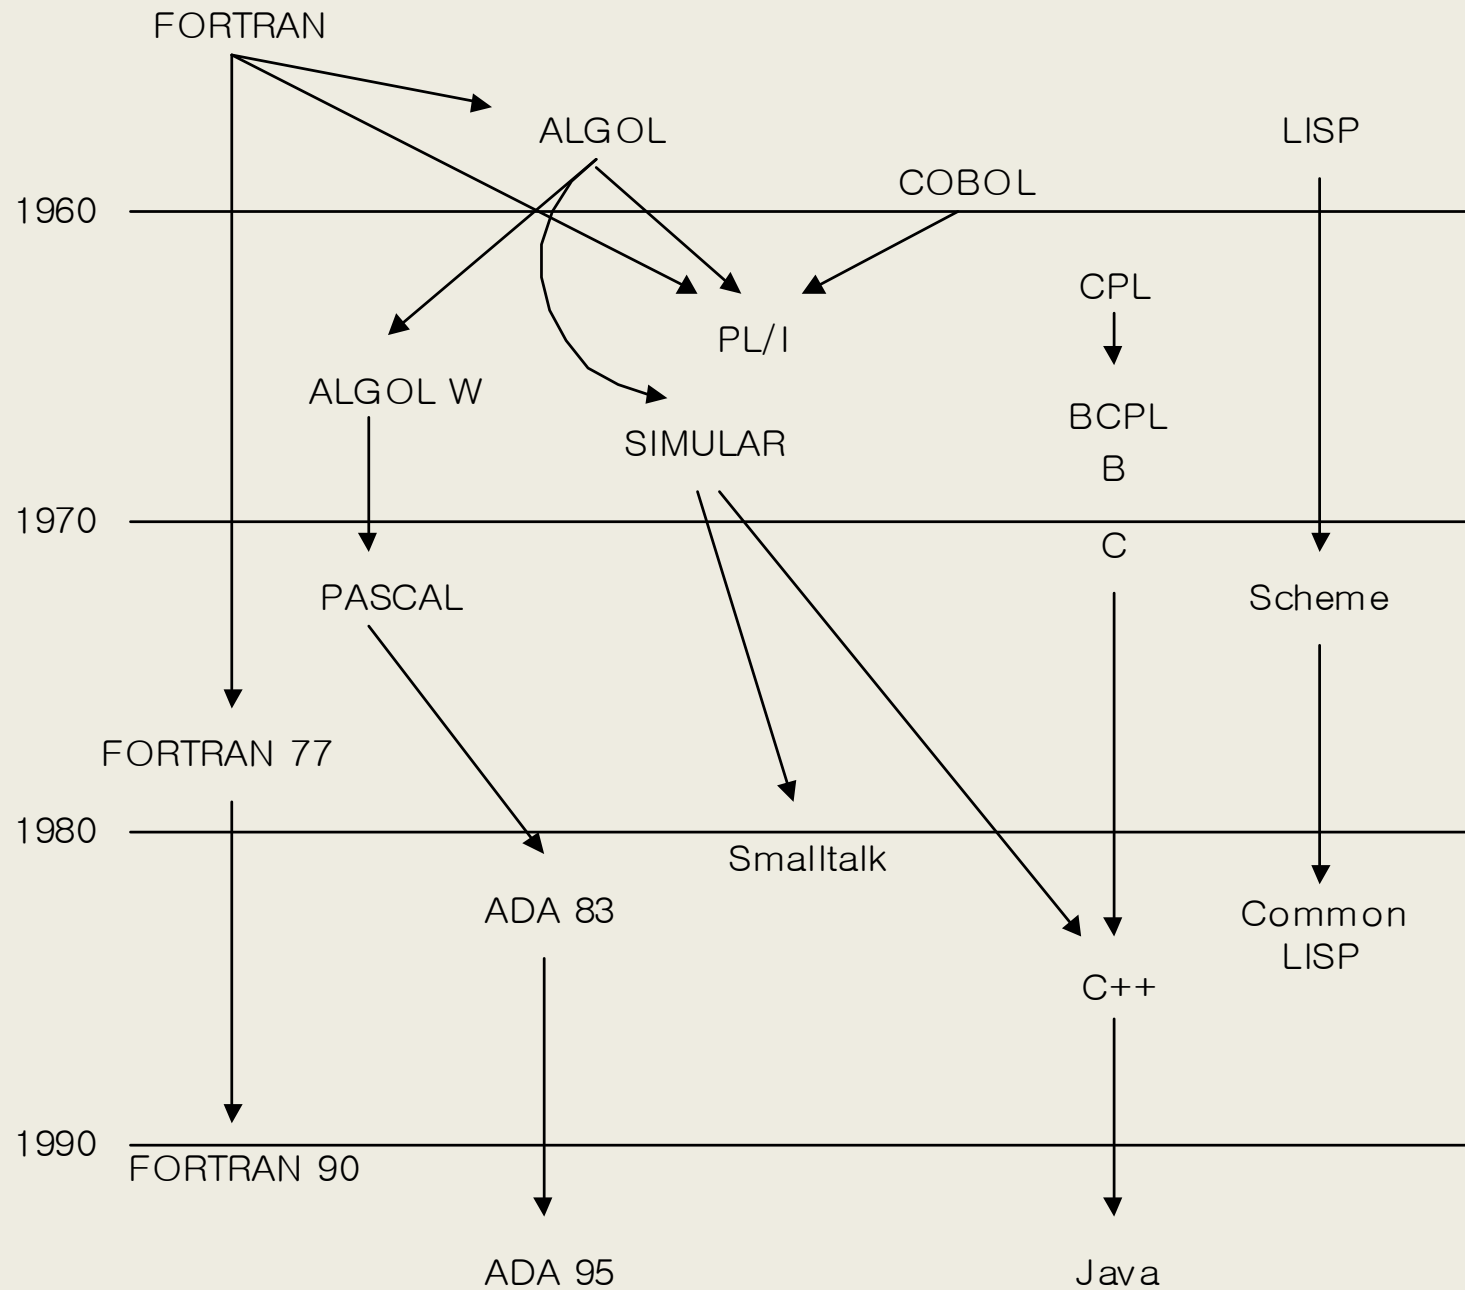 FORTRAN
ALGOL
LISP
COBOL
1960
CPL
PL/I
ALGOL W
BCPL
SIMULAR
B
1970
C
PASCAL
Scheme
FORTRAN 77
1980
Smalltalk
ADA 83
Common
LISP
C++
1990
FORTRAN 90
ADA 95
Java